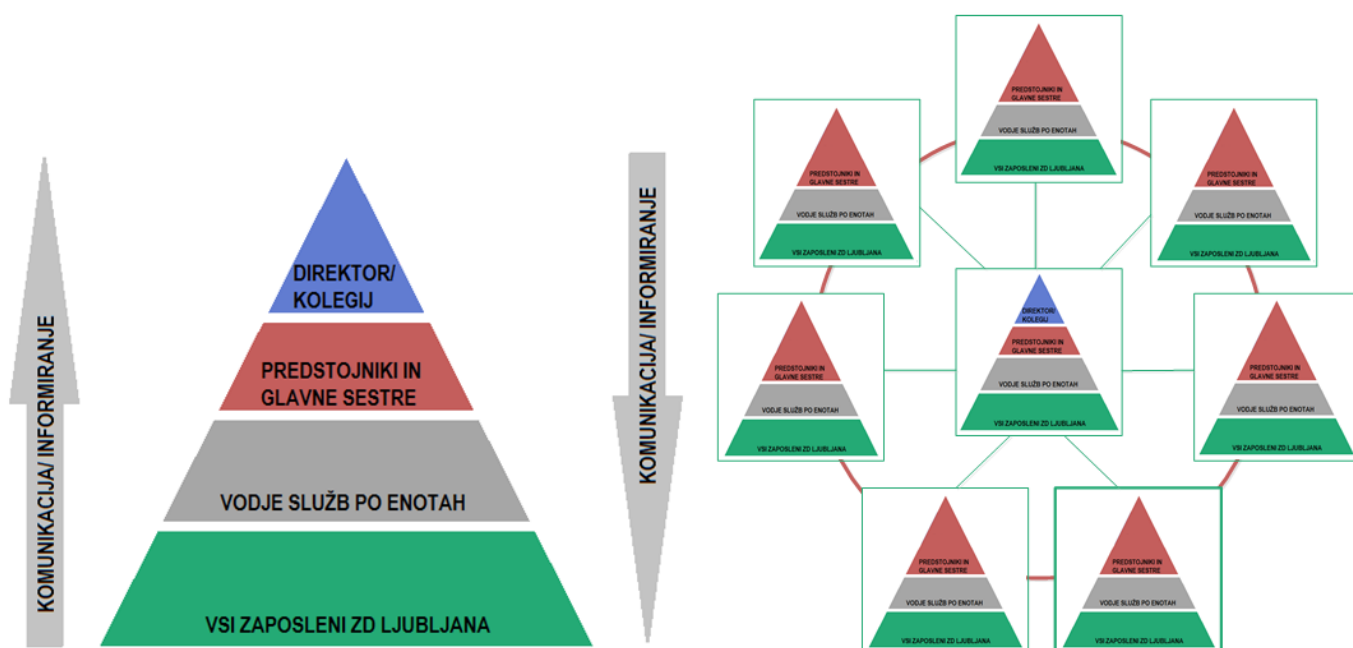 KOMUNIKACIJA/ INFORMIRANJE
DIREKTOR/
KOLEGIJ
PREDSTOJNIKI IN
GLAVNE SESTRE
VODJE SLUŽB PO ENOTAH
VSI ZAPOSLENI ZD LJUBLJANA
KOMUNIKACIJA/ INFORMIRANJE
PREDSTOJNIKI IN
GLAVNE SESTRE
VODJE SLUŽB PO ENOTAH
VSI ZAPOSLENI ZD LJUBLJANA
PREDSTOJNIKI IN
GLAVNE SESTRE
VODJE SLUŽB PO ENOTAH
VSI ZAPOSLENI ZD LJUBLJANA
PREDSTOJNIKI IN
GLAVNE SESTRE
VODJE SLUŽB PO ENOTAH
VSI ZAPOSLENI ZD LJUBLJANA
PREDSTOJNIKI IN
GLAVNE SESTRE
VODJE SLUŽB PO ENOTAH
VSI ZAPOSLENI ZD LJUBLJANA
DIREKTOR/
KOLEGIJ
PREDSTOJNIKI IN
GLAVNE SESTRE
VODJE SLUŽB PO ENOTAH
VSI ZAPOSLENI ZD LJUBLJANA
PREDSTOJNIKI IN
GLAVNE SESTRE
VODJE SLUŽB PO ENOTAH
VSI ZAPOSLENI ZD LJUBLJANA
PREDSTOJNIKI IN
GLAVNE SESTRE
VODJE SLUŽB PO ENOTAH
VSI ZAPOSLENI ZD LJUBLJANA
PREDSTOJNIKI IN
GLAVNE SESTRE
VODJE SLUŽB PO ENOTAH
VSI ZAPOSLENI ZD LJUBLJANA